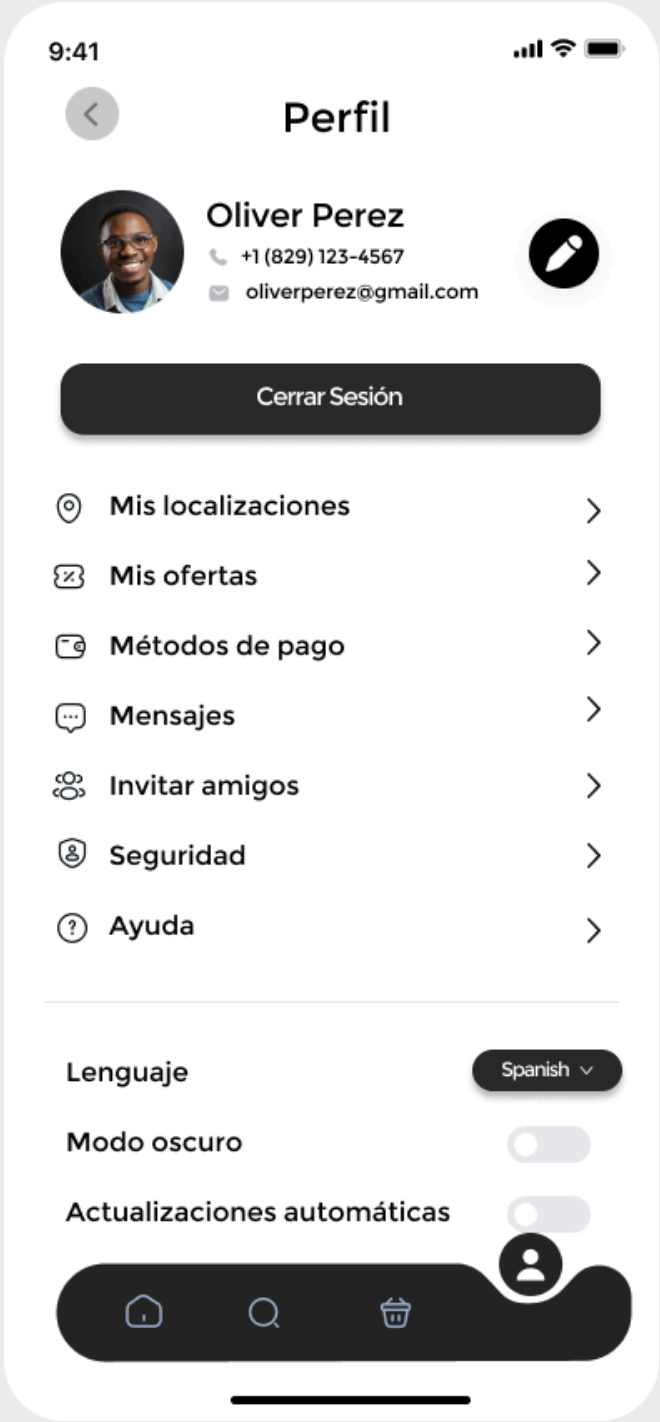 9:41
Perfil
Oliver Perez
+1 (829) 123-4567
oliverperez@gmail.com
Cerrar Sesión
Mis localizaciones
Mis ofertas
Métodos de pago
Mensajes
Invitar amigos
Seguridad
Ayuda
Lenguaje
Spanish
Modo oscuro
Actualizaciones automáticas